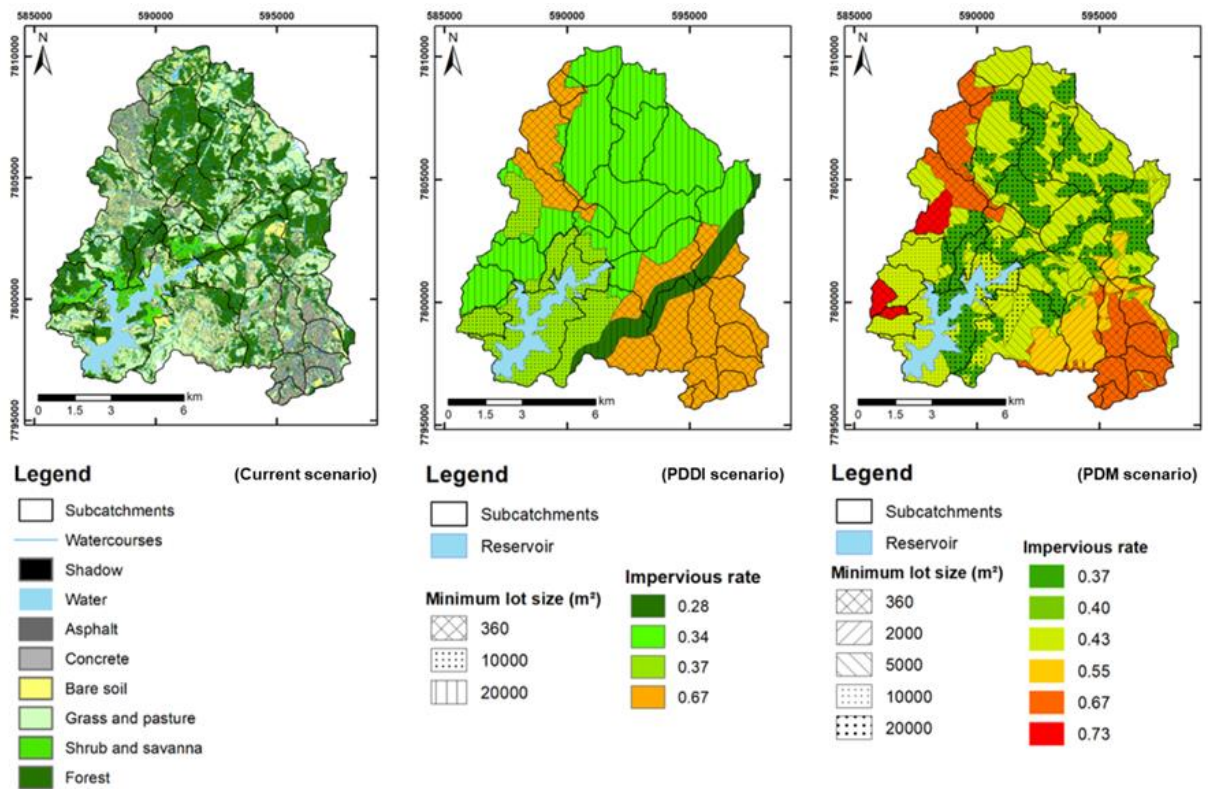 585000 590000 595000
N
7810000
7805000
7800000
7795000
km
0 1.5 3 6
Legend (Current scenario)
Subcatchments
Watercourses
Shadow
Water
Asphalt
Concrete
Bare soil
Grass and pasture
Shrub and savanna
Forest
585000 590000 595000
N
7810000
7805000
7800000
7795000
km
0 1.5 3 6
Legend (PDDI scenario)
Subcatchments
Reservoir
Minimum lot size (m²)
360
10000
20000
Impervious rate
0.28
0.34
0.37
0.67
585000 590000 595000
N
7810000
7805000
7800000
7795000
km
0 1.5 3 6
Legend (PDM scenario)
Subcatchments
Reservoir
Minimum lot size (m²)
360
2000
5000
10000
20000
Impervious rate
0.37
0.40
0.43
0.55
0.67
0.73